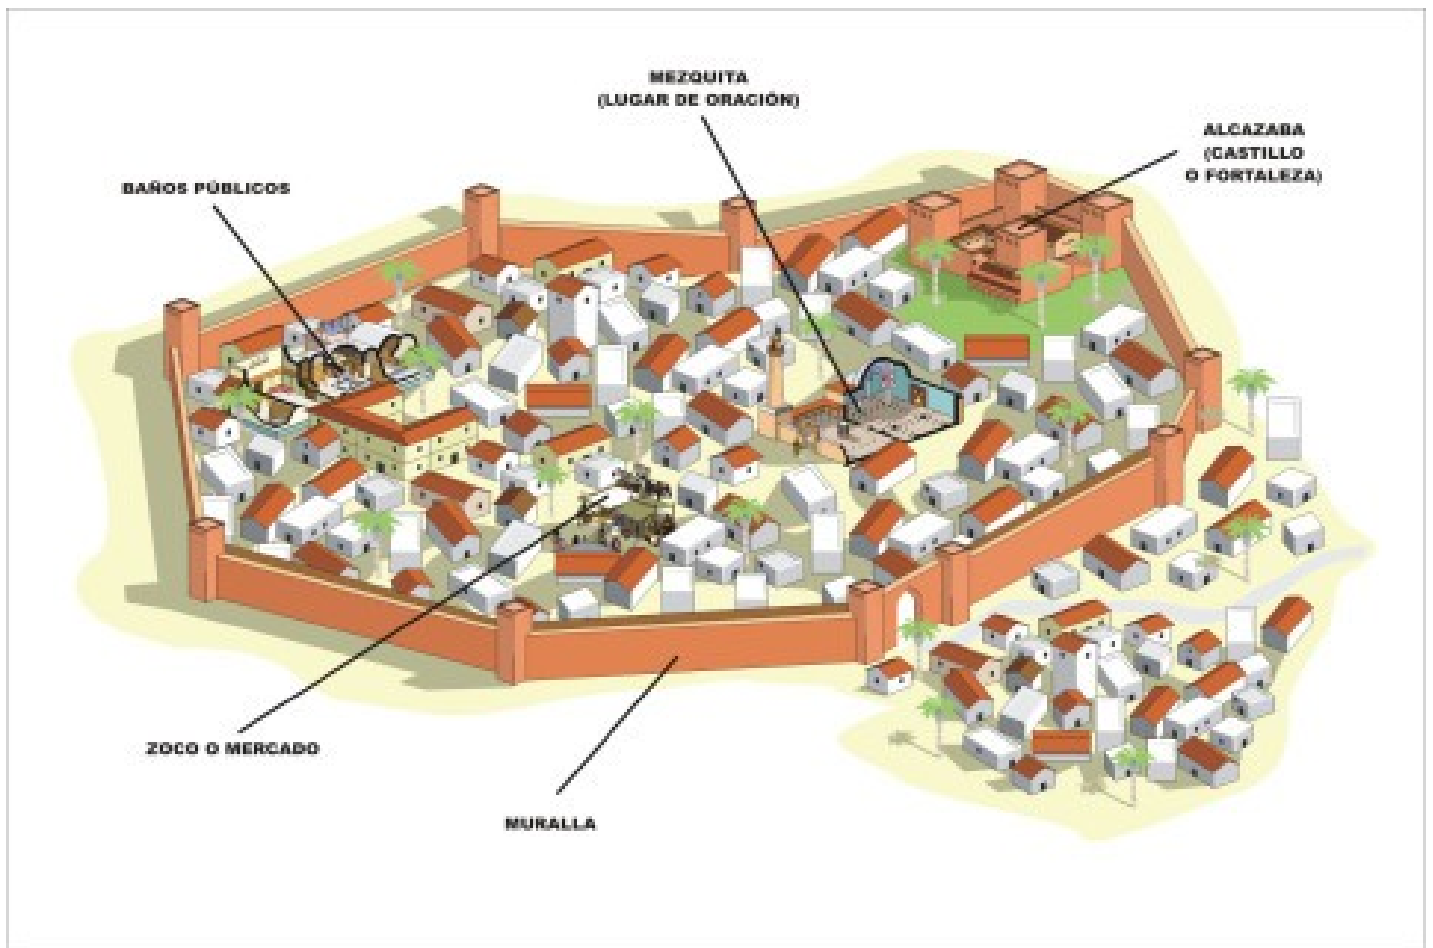 MEZQUITA
(LUGAR DE ORACIÓN)
ALCAZABA
(CASTILLO
O FORTALEZA)
BAÑOS PÚBLICOS
ZOCO O MERCADO
MURALLA